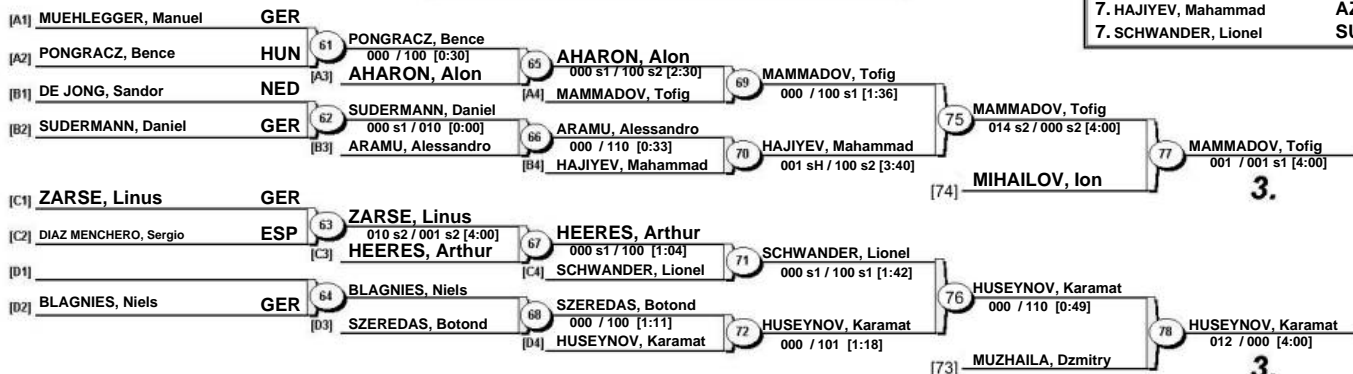 7. HAJIYEV, Mahammad AZ
7. SCHWANDER, Lionel SU
[A1] MUEHLEGGER, Manuel GER
[A2] PONGRACZ, Bence HUN
61
PONGRACZ, Bence
000 / 100 [0:30]
[A3] AHARON, Alon
[B1] DE JONG, Sandor NED
[B2] SUDERMANN, Daniel GER
62
SUDERMANN, Daniel
000 s1 / 010 [0:00]
[B3] ARAMU, Alessandro
65
AHARON, Alon
000 s1 / 100 s2 [2:30]
[A4] MAMMADOV, Tofig
66
ARAMU, Alessandro
000 / 110 [0:33]
[B4] HAJIYEV, Mahammad
69
MAMMADOV, Tofig
000 / 100 s1 [1:36]
70
HAJIYEV, Mahammad
001 sH / 100 s2 [3:40]
75
MAMMADOV, Tofig
014 s2 / 000 s2 [4:00]
[74] MIHAILOV, Ion
77
MAMMADOV, Tofig
001 / 001 s1 [4:00]
3.
[C1] ZARSE, Linus GER
[C2] DIAZ MENCHERO, Sergio ESP
63
ZARSE, Linus
010 s2 / 001 s2 [4:00]
[C3] HEERES, Arthur
[D1]
[D2] BLAGNIES, Niels GER
64
BLAGNIES, Niels
[D3] SZEREDAS, Botond
67
HEERES, Arthur
000 s1 / 100 [1:04]
[C4] SCHWANDER, Lionel
68
SZEREDAS, Botond
000 / 100 [1:11]
[D4] HUSEYNOV, Karamat
71
SCHWANDER, Lionel
000 s1 / 100 s1 [1:42]
72
HUSEYNOV, Karamat
000 / 101 [1:18]
76
HUSEYNOV, Karamat
000 / 110 [0:49]
[73] MUZHAILA, Dzmitry
78
HUSEYNOV, Karamat
012 / 000 [4:00]
3.